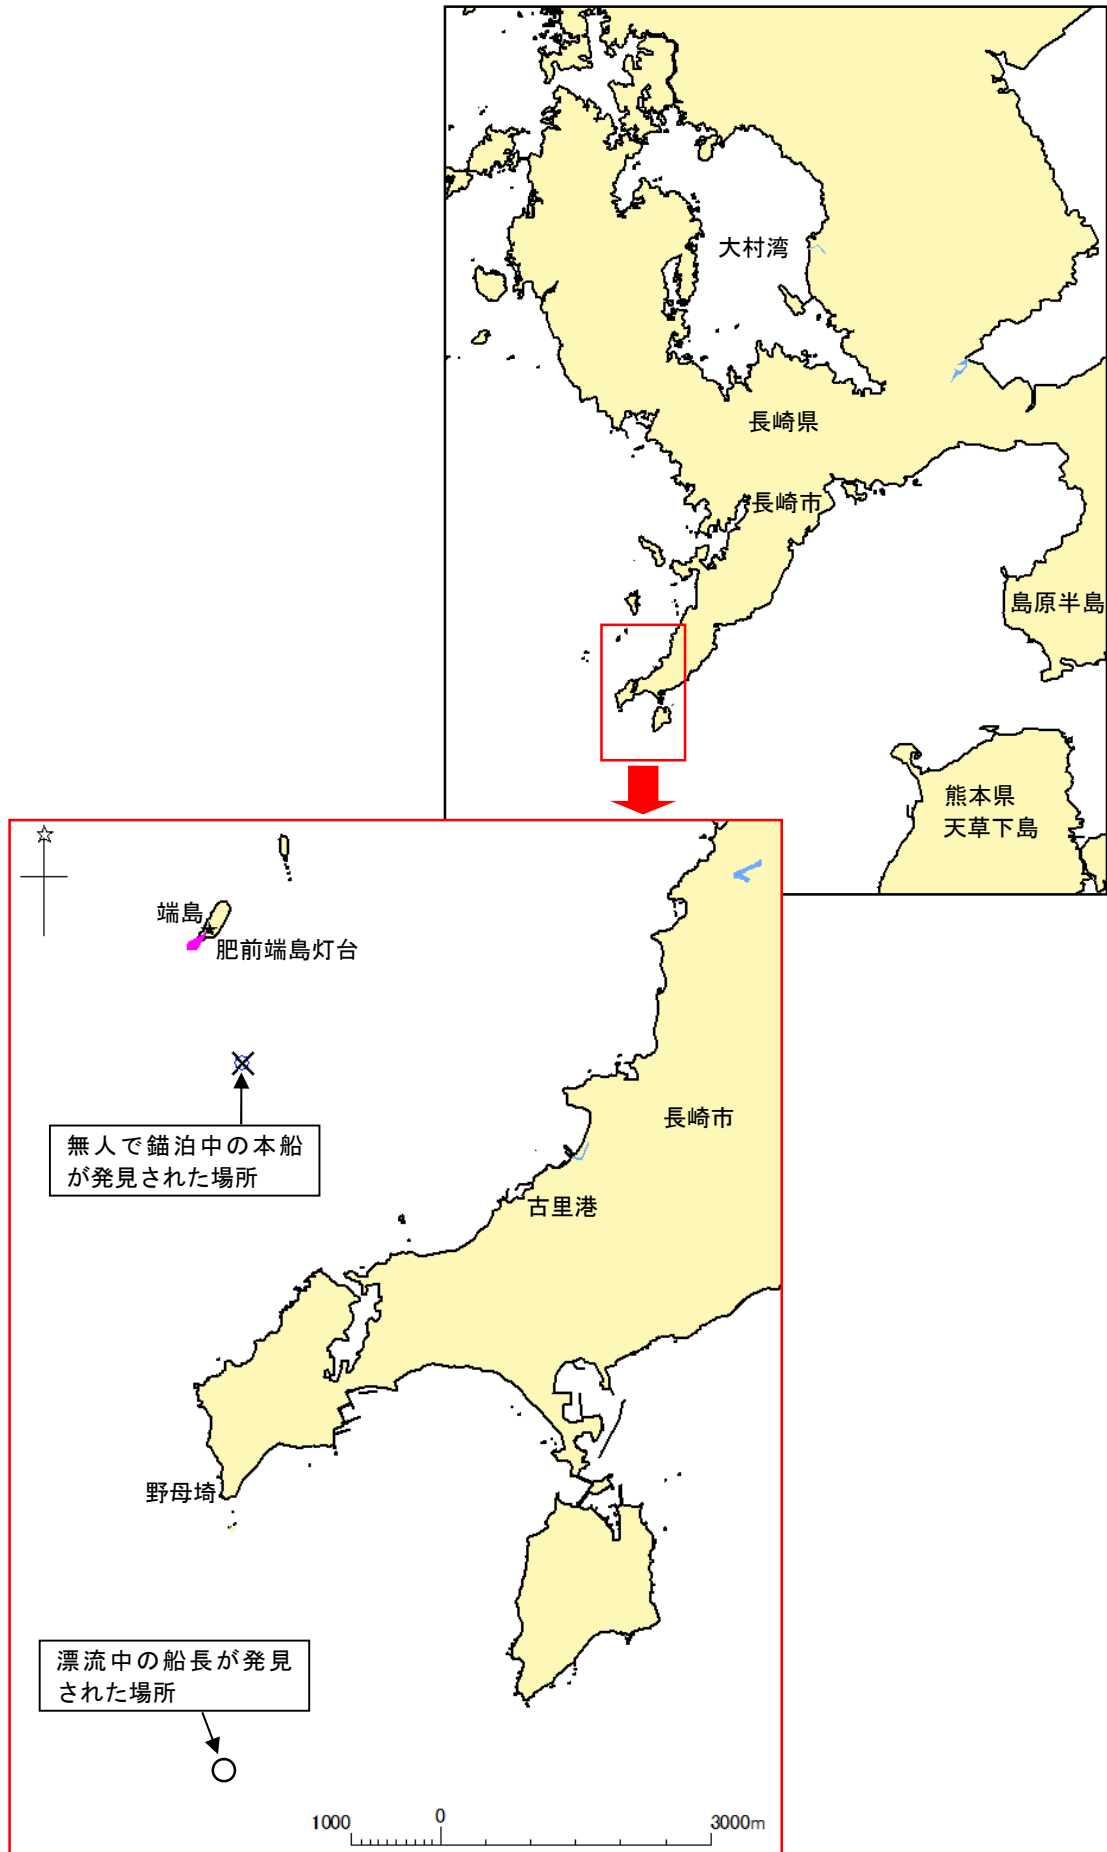 大村湾
長崎県
長崎市
島原半島
熊本県
天草下島
端島
肥前端島灯台
無人で錨泊中の本船
が発見された場所
長崎市
古里港
野母埼
漂流中の船長が発見
された場所
1000 0 3000m